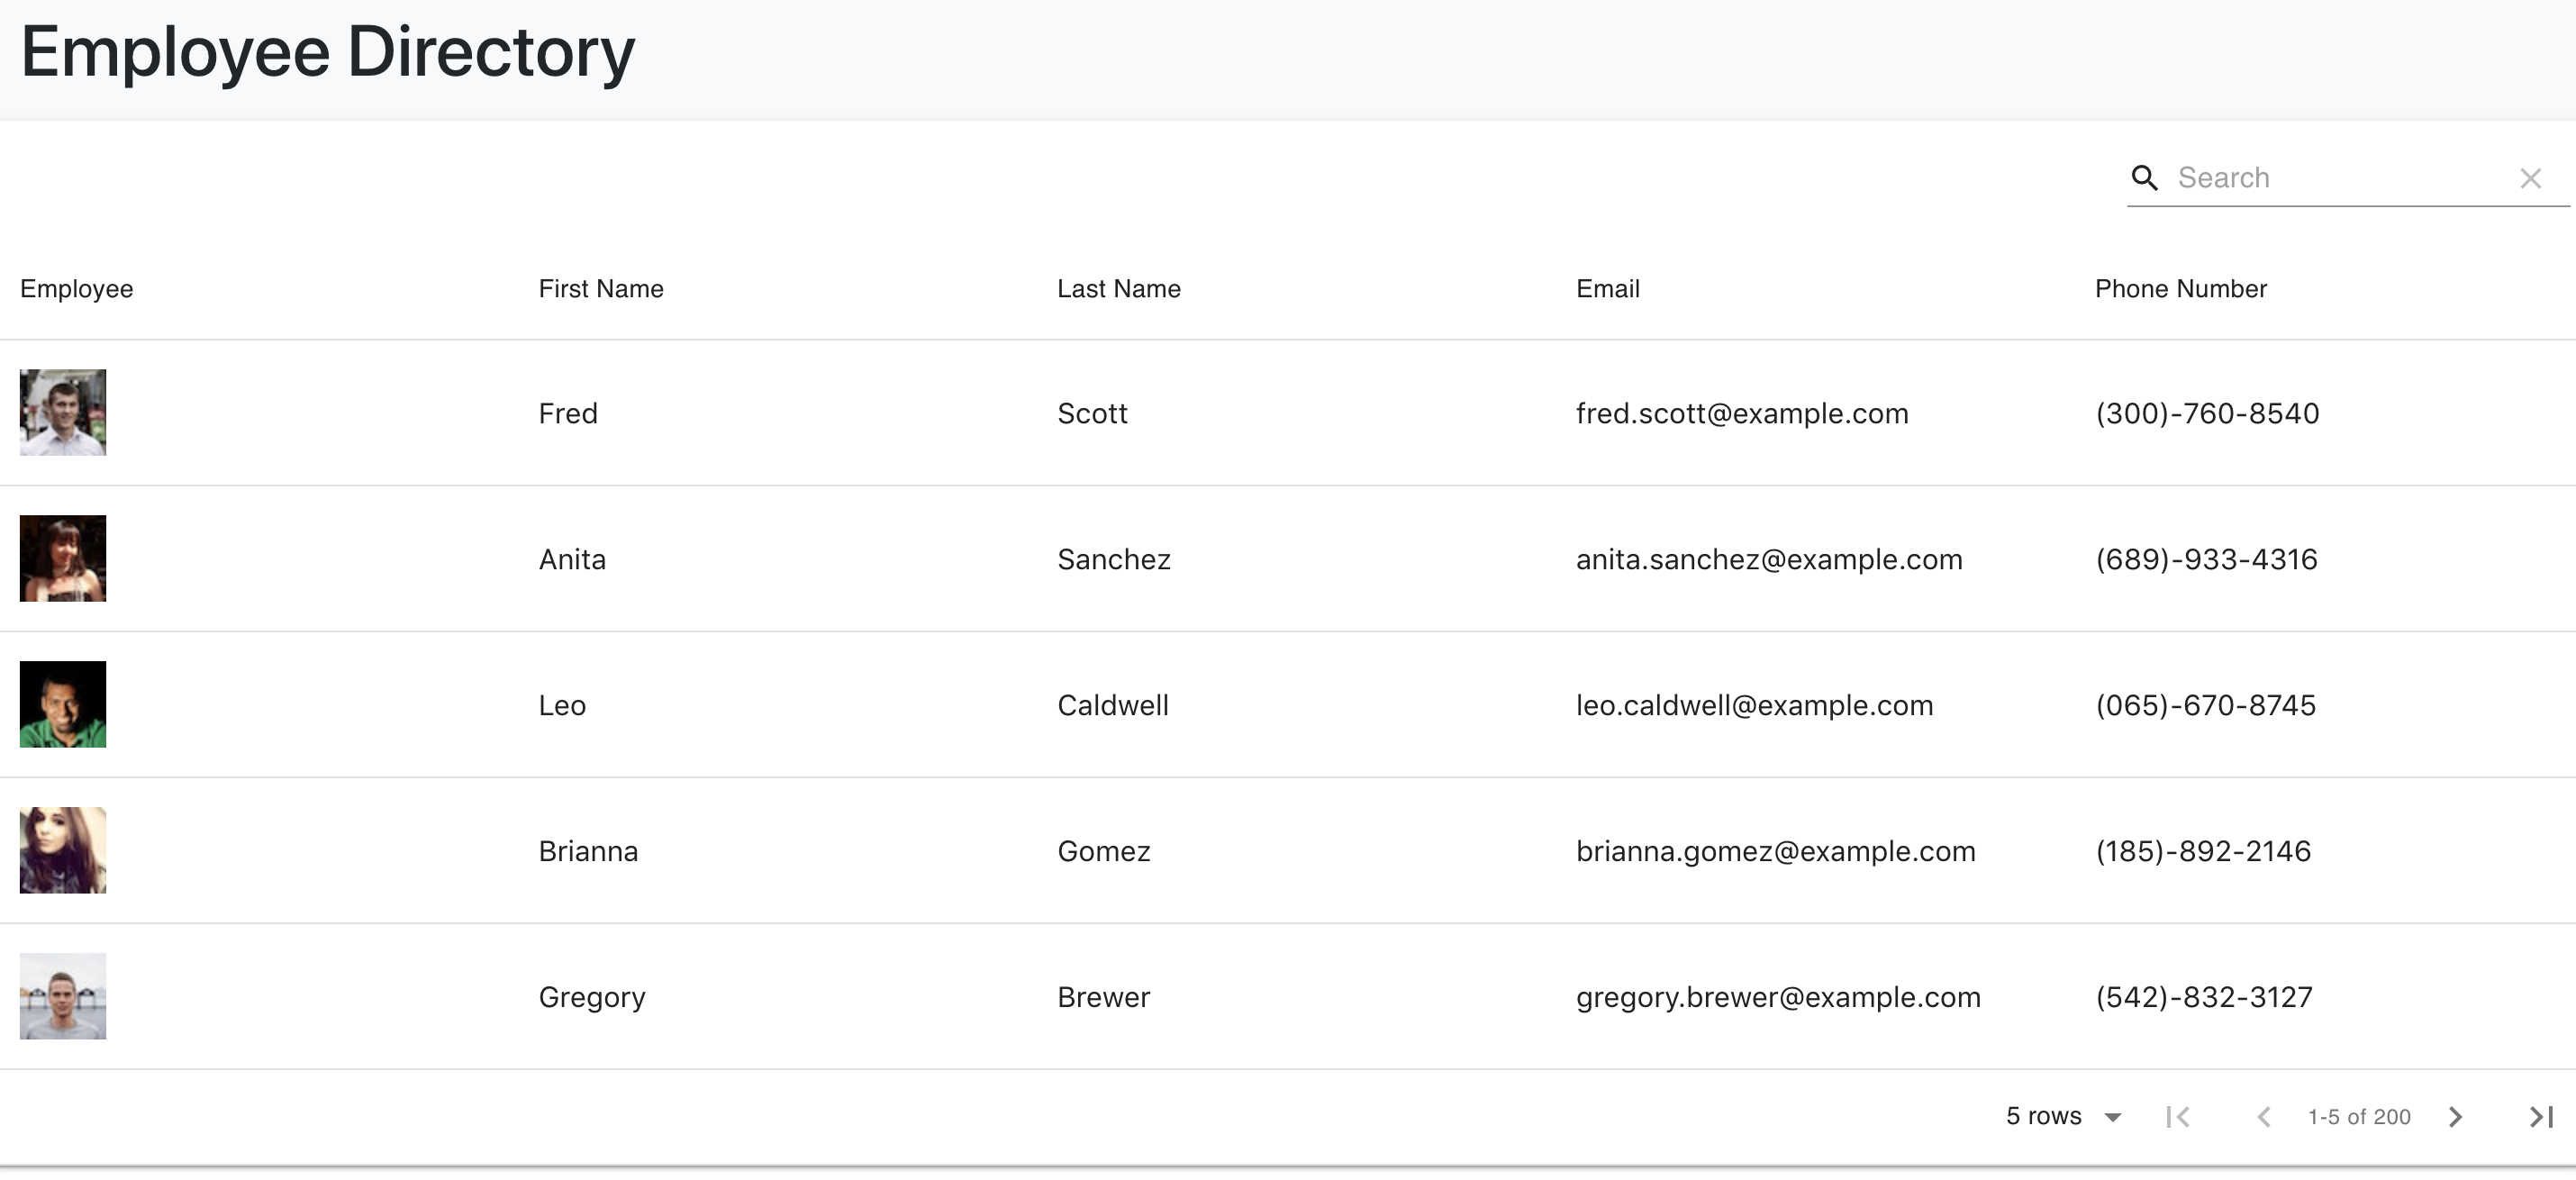 Employee Directory
Search
Employee First Name Last Name Email Phone Number
Fred Scott fred.scott@example.com (300)-760-8540
Anita Sanchez anita.sanchez@example.com (689)-933-4316
Leo Caldwell leo.caldwell@example.com (065)-670-8745
Brianna Gomez brianna.gomez@example.com (185)-892-2146
Gregory Brewer gregory.brewer@example.com (542)-832-3127
5 rows 1-5 of 200